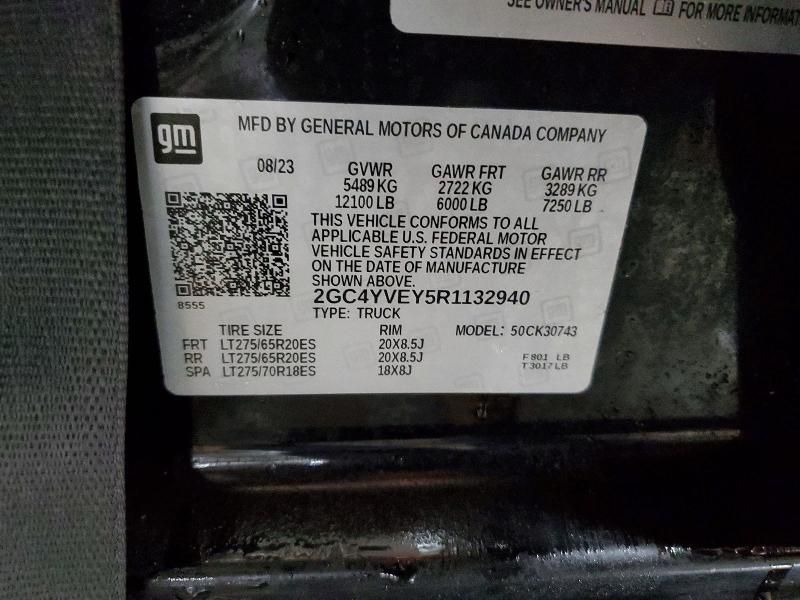 SEE OWNER'S MANUAL FOR MORE INFORMAT
gm
MFD BY GENERAL MOTORS OF CANADA COMPANY
08/23 GVWR GAWR FRT GAWR RR
5489 KG 2722 KG 3289 KG
12100 LB 6000 LB 7250 LB
THIS VEHICLE CONFORMS TO ALL
APPLICABLE U.S. FEDERAL MOTOR
VEHICLE SAFETY STANDARDS IN EFFECT
ON THE DATE OF MANUFACTURE
SHOWN ABOVE.
8555 2GC4YVEY5R1132940
TYPE: TRUCK
TIRE SIZE RIM MODEL: 50CK30743
FRT LT275/65R20ES 20X8.5J
RR LT275/65R20ES 20X8.5J F 801 LB
SPA LT275/70R18ES 18X8J T 3017 LB